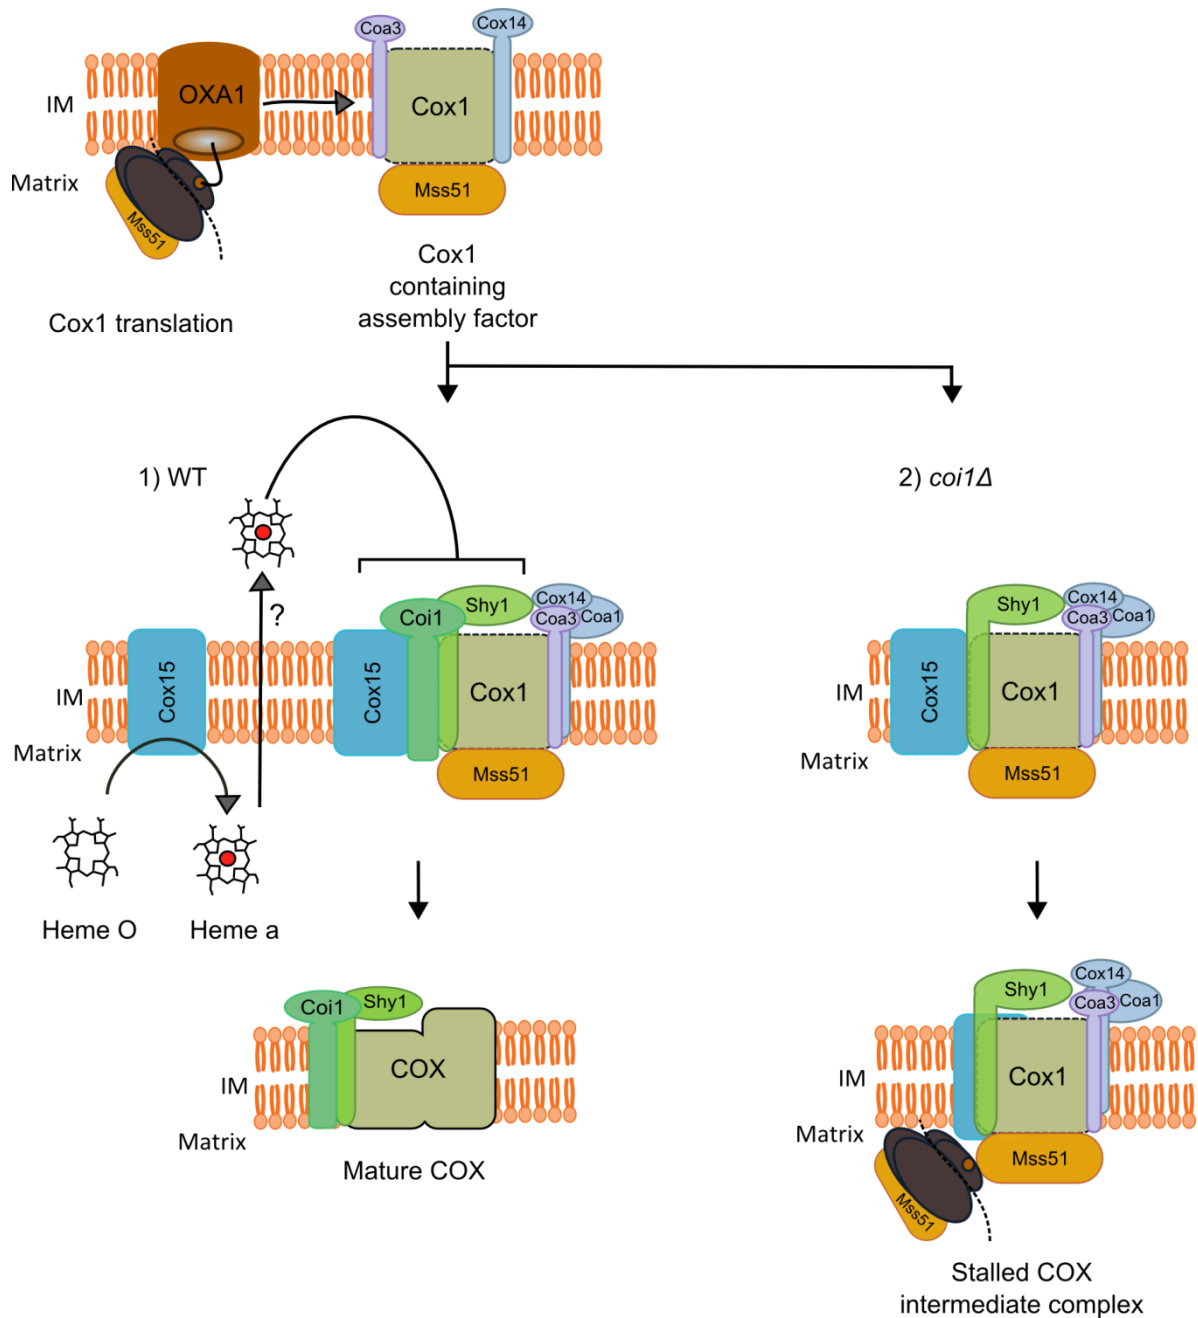 Coa3
Cox14
OXA1
IM
Cox1
Matrix
Mss51
Mss51
Cox1
containing
assembly factor
Cox1 translation
1) WT
2) coi1Δ
?
Coi1
Shy1
Cox14
Coa3
Coa1
Cox15
Cox15
Cox1
IM
Matrix
Mss51
Heme O
Heme a
Shy1
Cox14
Coa3
Coa1
Cox15
Cox1
IM
Matrix
Mss51
Coi1
Shy1
COX
IM
Matrix
Mature COX
Shy1
Cox14
Coa3
Coa1
Cox1
IM
Matrix
Mss51
Mss51
Stalled COX
intermediate complex